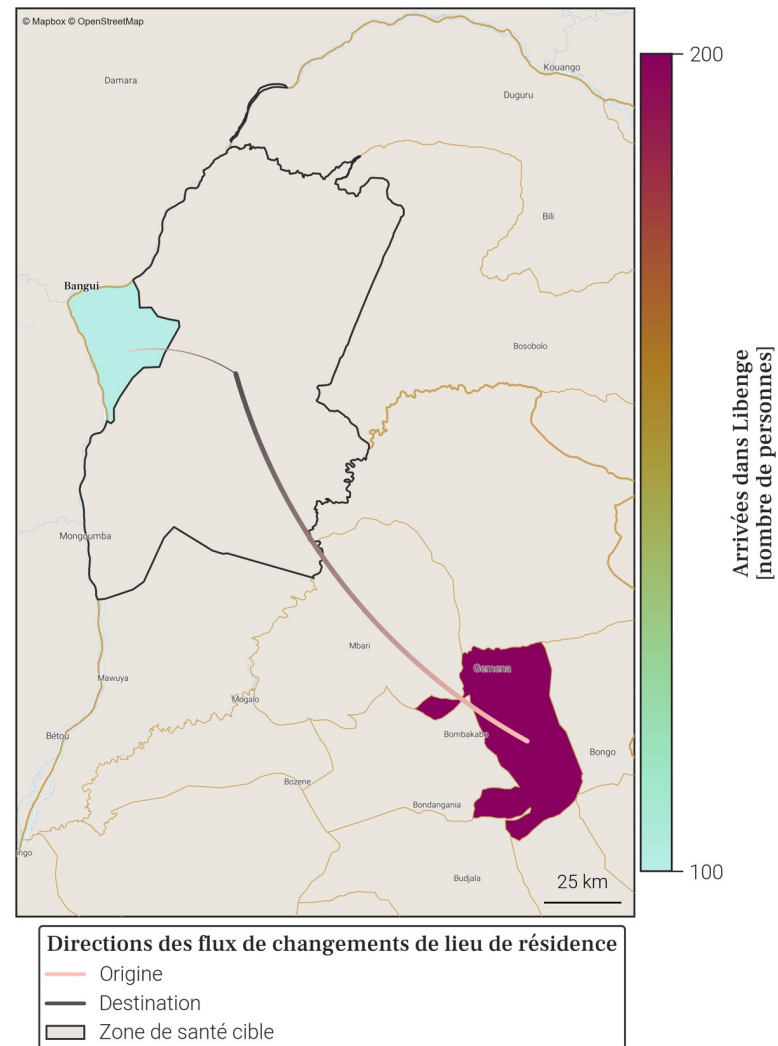 © Mapbox © OpenStreetMap
Damara
Kouango
Duguru
Bili
Bangui
Bosobolo
Mongoumba
Mbari
Gemena
Mawuya
Mogalo
Bétou
Bombakabo
Bongo
Bozene
Bondangania
ngo
Budjala
25 km
200
100
Arrivées dans Libenge
[nombre de personnes]
Directions des flux de changements de lieu de résidence
Origine
Destination
Zone de santé cible